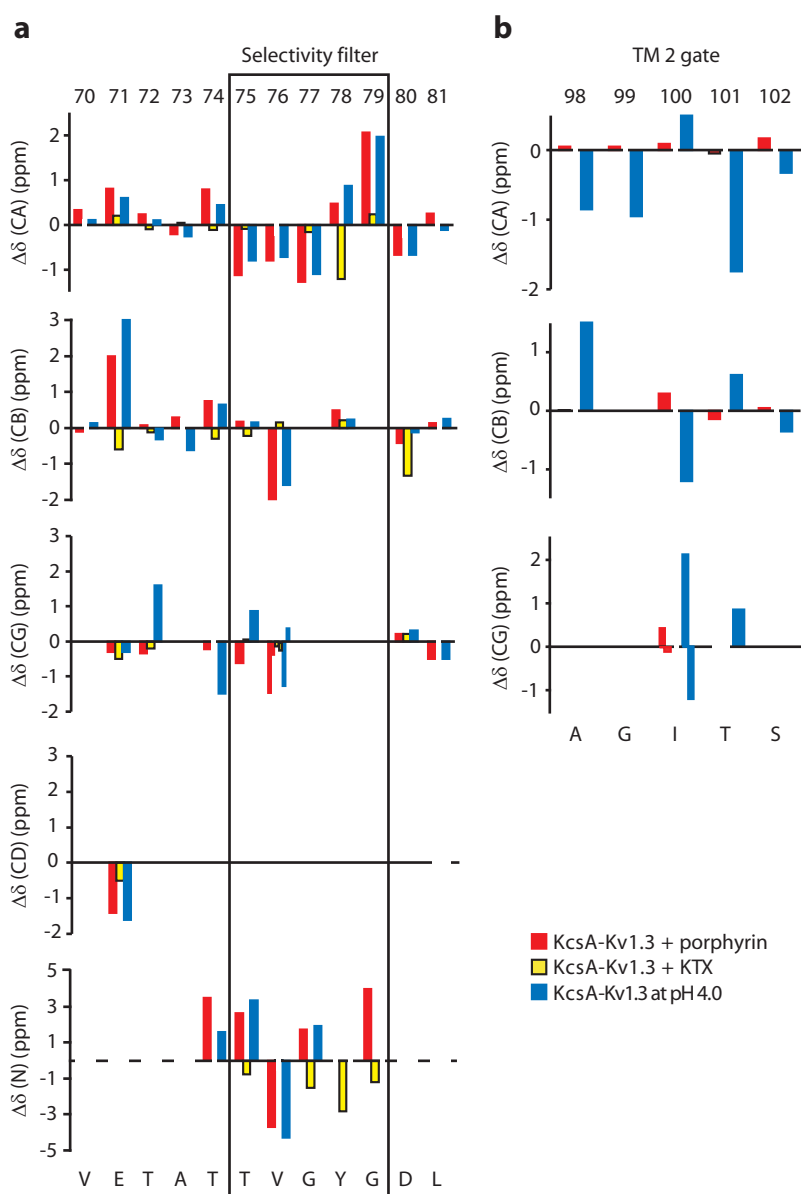 a
b
Selectivity filter
TM 2 gate
70 71 72 73 74 75 76 77 78 79 80 81
98 99 100 101 102
Δδ (CA) (ppm)
2
1
0
-1
Δδ (CA) (ppm)
0
-1
-2
Δδ (CB) (ppm)
3
2
1
0
-1
-2
Δδ (CB) (ppm)
1
0
-1
Δδ (CG) (ppm)
3
2
1
0
-1
-2
Δδ (CG) (ppm)
2
1
0
-1
A G I T S
Δδ (CD) (ppm)
3
2
1
0
-1
-2
KcsA-Kv1.3 + porphyrin
KcsA-Kv1.3 + KTX
KcsA-Kv1.3 at pH 4.0
Δδ (N) (ppm)
5
3
1
-1
-3
-5
V E T A T T V G Y G D L